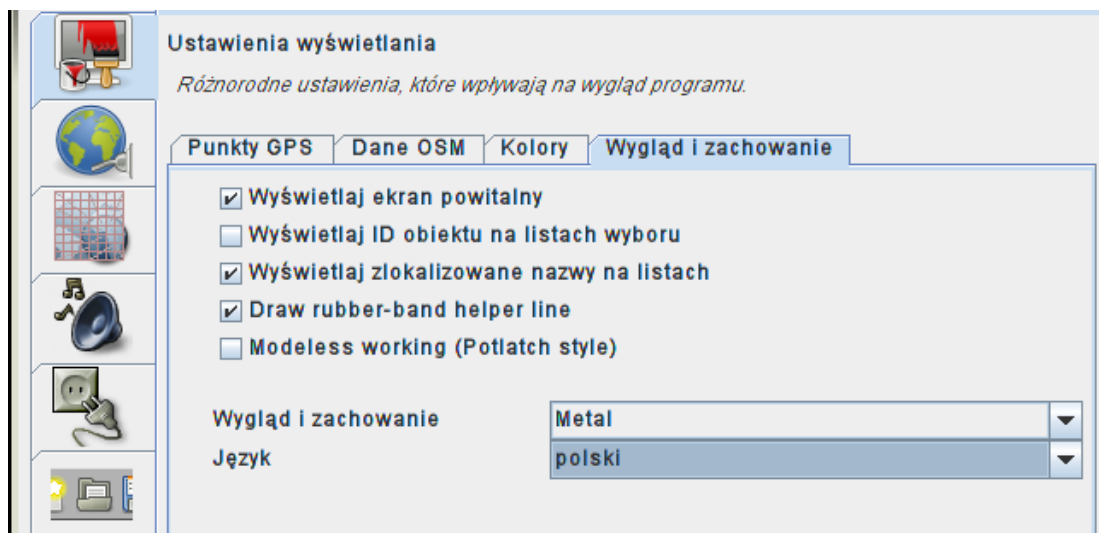 Ustawienia wyświetlania
Różnorodne ustawienia, które wpływają na wygląd programu.
Punkty GPS Dane OSM Kolory Wygląd i zachowanie
Wyświetlaj ekran powitalny
Wyświetlaj ID obiektu na listach wyboru
Wyświetlaj zlokalizowane nazwy na listach
Draw rubber-band helper line
Modeless working (Potlatch style)
Wygląd i zachowanie Metal
Język polski